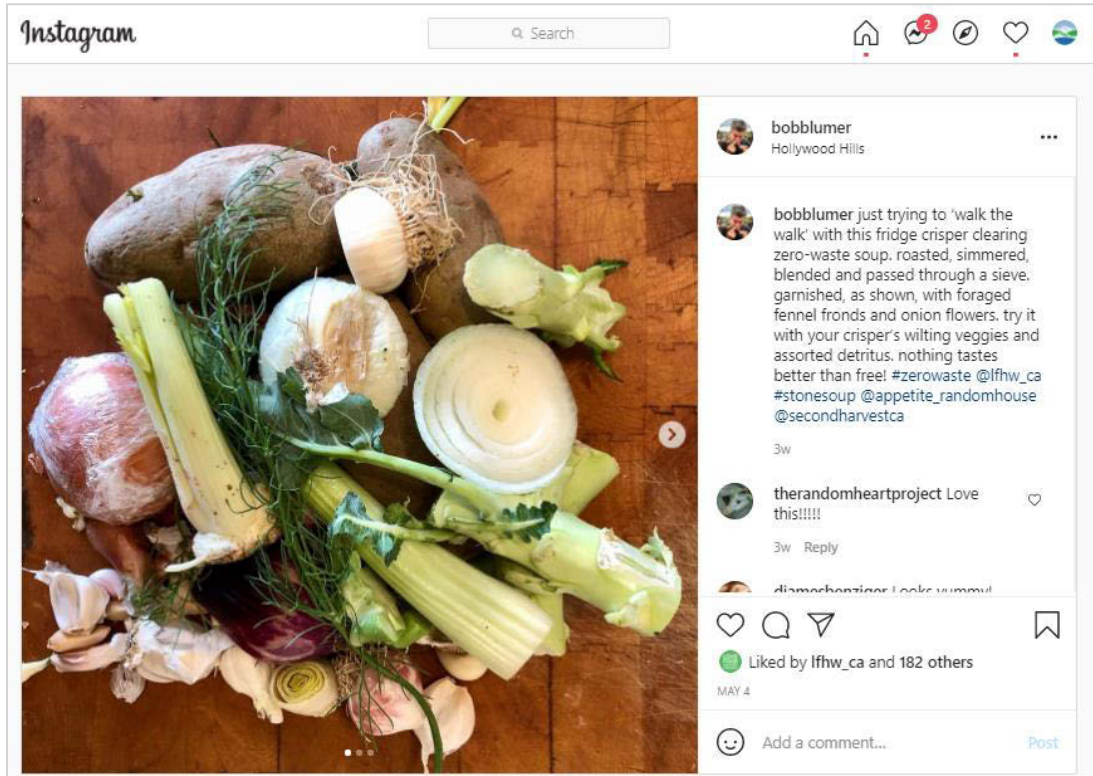 Instagram
Search
2
bobblumer
Hollywood Hills
bobblumer just trying to 'walk the
walk' with this fridge crisper clearing
zero-waste soup. roasted, simmered,
blended and passed through a sieve.
garnished, as shown, with foraged
fennel fronds and onion flowers. try it
with your crisper's wilting veggies and
assorted detritus. nothing tastes
better than free! #zerowaste @lfhw_ca
#stonesoup @appetite_randomhouse
@secondharvestca
3w
therandomheartproject Love
this!!!!!
3w Reply
djamesbenziger Looks yummy!
Liked by lfhw_ca and 182 others
MAY 4
Add a comment...
Post